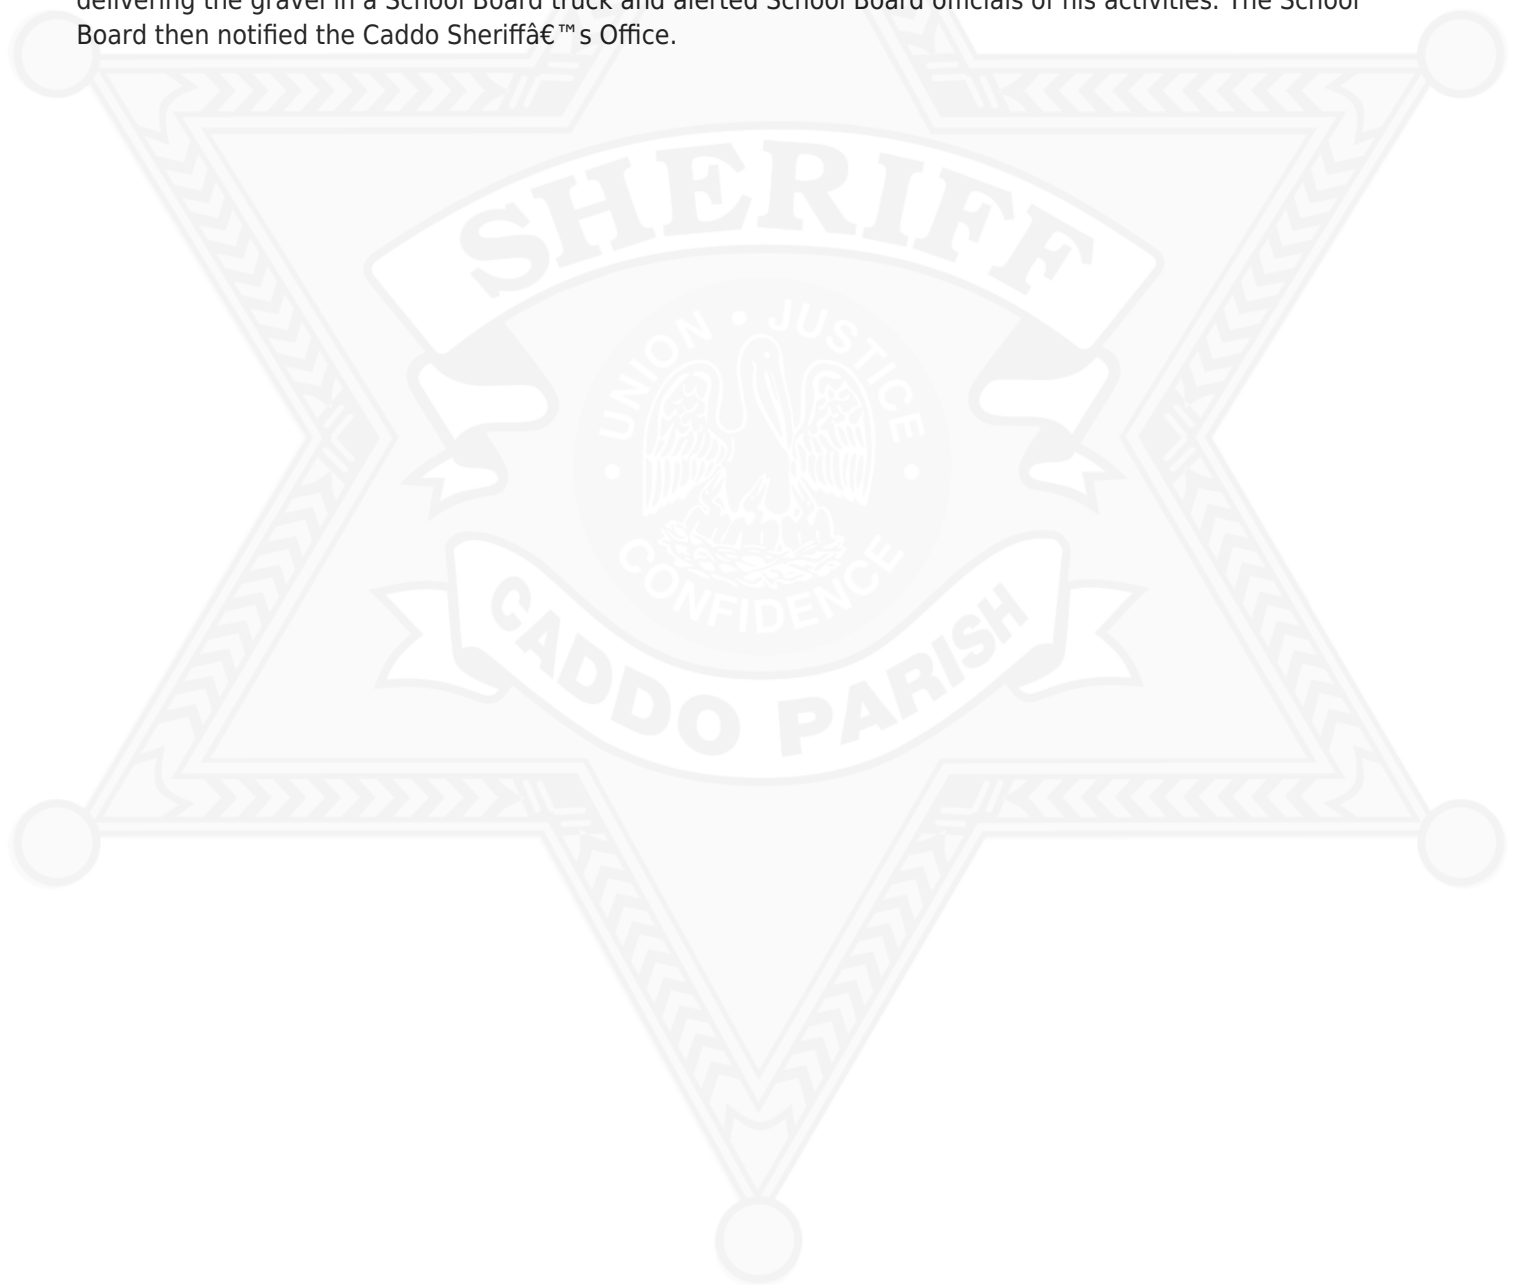 delivering the gravel in a School Board truck and alerted School Board officials of his activities. The School
Board then notified the Caddo Sheriffâ€™s Office.
SHERIFF
UNION • JUSTICE
• CONFIDENCE •
CADDO PARISH